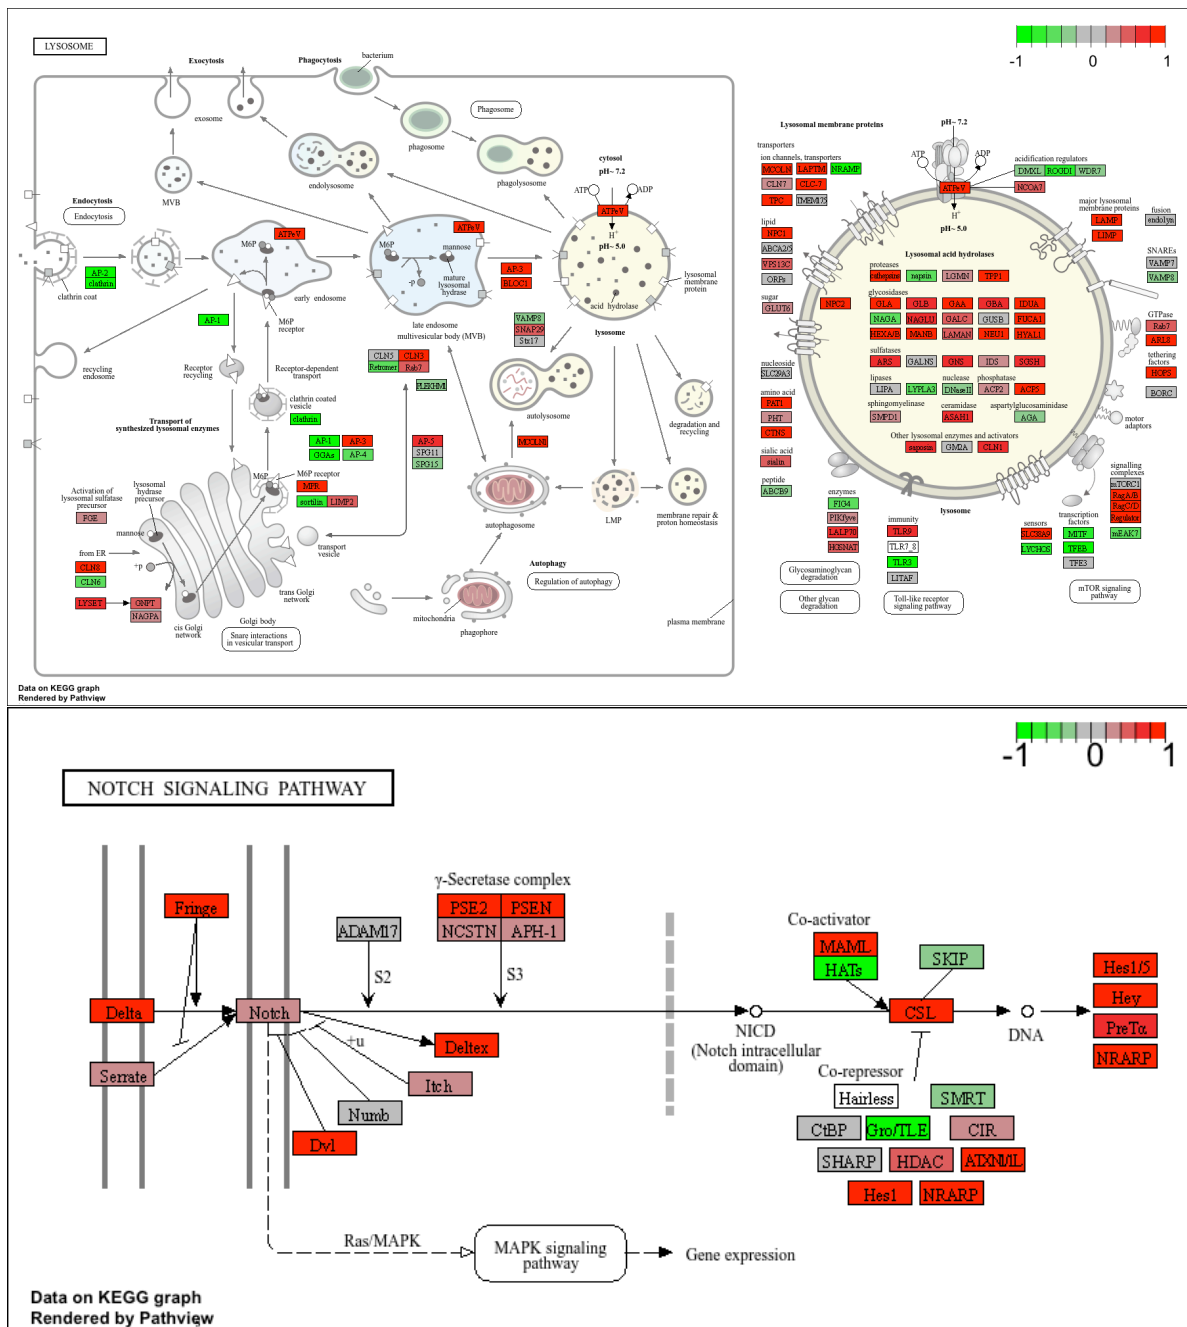 LYSOSOME
-1 0 1
Exocytosis
Phagocytosis
bacterium
exosome
Phagosome
phagosome
MVB
endolysosome
phagolysosome
cytosol
pH~ 7.2
ATP
ADP
ATPeV
H+
pH~ 5.0
acid hydrolase
lysosome
lysosomal
membrane
protein
Endocytosis
Endocytosis
clathrin coat
AP-2
clathrin
ATPeV
M6P
early endosome
M6P
receptor
AP-1
recycling
endosome
Receptor
recycling
Receptor-dependent
transport
clathrin coated
vesicle
clathrin
ATPeV
M6P
mannose
-P
mature
lysosomal
hydrase
late endosome
multivesicular body (MVB)
AP-3
BLOC1
VAMP8
SNAP29
Stx17
CLN5 CLN3
Retromer Rab7
PLEKHM1
autolysosome
degradation and
recycling
Transport of
synthesized lysosomal enzymes
AP-1 AP-3
GGAs AP-4
AP-5
SPG11
SPG15
MCOLN1
M6P
M6P receptor
MPR
sortilin LIMP2
lysosomal
hydrase
precursor
Activation of
lysosomal sulfatase
precursor
FGE
mannose
from ER
+P
CLN8
CLN6
LYSET
GNPT
NAGPA
cis Golgi
network
Golgi body
trans Golgi
network
transport
vesicle
Snare interactions
in vesicular transport
autophagosome
LMP
membrane repair &
proton homeostasis
Autophagy
Regulation of autophagy
mitochondria
phagophore
plasma membrane
Lysosomal membrane proteins
transporters
ion channels, transporters
MCOLN LAPTM NRAMP
CLN7 CLC-7
TPC TMEM175
lipid
NPC1
ABCA2/5
VPS13C
ORPs
sugar
GLUT6
nucleoside
SLC29A3
amino acid
PAT1
PHT
CTNS
sialic acid
sialin
peptide
ABCB9
pH~ 7.2
ATP
ADP
ATPeV
H+
pH~ 5.0
acidification regulators
DMXL ROGDI WDR7
NCOA7
major lysosomal
membrane proteins
LAMP
LIMP
fusion
endolyn
SNAREs
VAMP7
VAMP8
GTPase
Rab7
ARL8
tethering
factors
HOPS
BORC
motor
adaptors
Lysosomal acid hydrolases
proteases
cathepsins napsin LGMN TPP1
NPC2
glycosidases
GLA GLB GAA GBA IDUA
NAGA NAGLU GALC GUSB FUCA1
HEXA/B MANB LAMAN NEU1 HYAL1
sulfatases
ARS GALNS GNS IDS SGSH
lipases nuclease phosphatase
LIPA LYPLA3 DNaseII ACP2 ACP5
sphingomyelinase ceramidase aspartylglucosaminidase
SMPD1 ASAH1 AGA
Other lysosomal enzymes and activators
saposin GM2A CLN1
lysosome
enzymes
FIG4
PIKfyve
LALP70
HGSNAT
immunity
TLR9
TLR7_8
TLR3
LITAF
sensors
SLC38A9
LYCHOS
transcription
factors
MITF
TFEB
TFE3
signalling
complexes
mTORC1
RagA/B
RagC/D
Regulator
mEAK7
Glycosaminoglycan
degradation
Other glycan
degradation
Toll-like receptor
signaling pathway
mTOR signaling
pathway
Data on KEGG graph
Rendered by Pathview
-1 0 1
NOTCH SIGNALING PATHWAY
γ-Secretase complex
Fringe
ADAM17
PSE2 PSEN
NCSTN APH-1
S2
S3
Co-activator
MAML
HATs
SKIP
Delta
Notch
Serrate
+u
Deltex
Itch
Numb
Dvl
NICD
(Notch intracellular
domain)
CSL
DNA
Hes1/5
Hey
PreTα
NRARP
Co-repressor
Hairless SMRT
CtBP Gro/TLE CIR
SHARP HDAC ATXN1/1L
Hes1 NRARP
Ras/MAPK
MAPK signaling
pathway
Gene expression
Data on KEGG graph
Rendered by Pathview